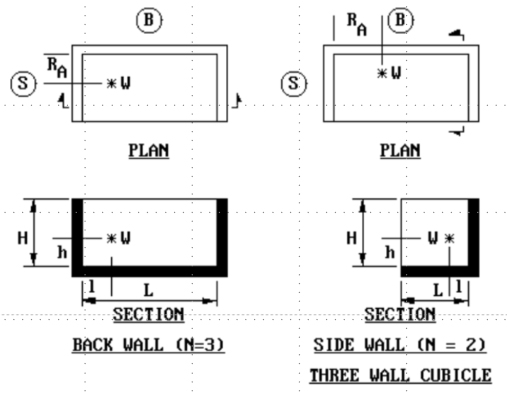 B
R_A
S
*W
PLAN
R_A
B
S
*W
PLAN
H
h
*W
l
L
SECTION
BACK WALL (N=3)
H
h
W*
L
l
SECTION
SIDE WALL (N = 2)
THREE WALL CUBICLE